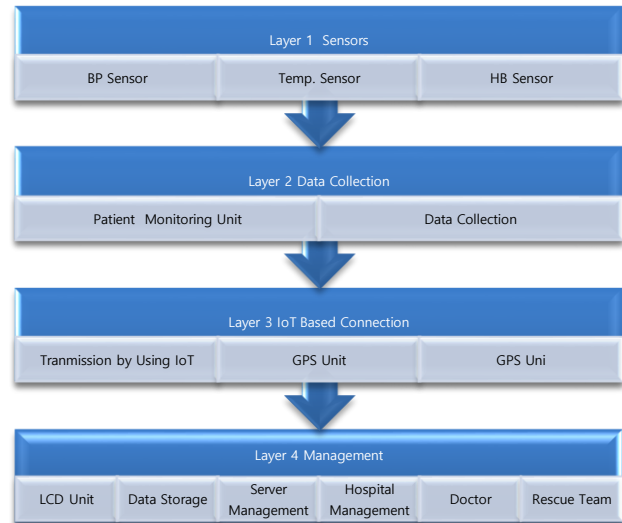 Layer 1 Sensors
BP Sensor
Temp. Sensor
HB Sensor
Layer 2 Data Collection
Patient Monitoring Unit
Data Collection
Layer 3 IoT Based Connection
Tranmission by Using IoT
GPS Unit
GPS Uni
Layer 4 Management
LCD Unit
Data Storage
Server
Management
Hospital
Management
Doctor
Rescue Team